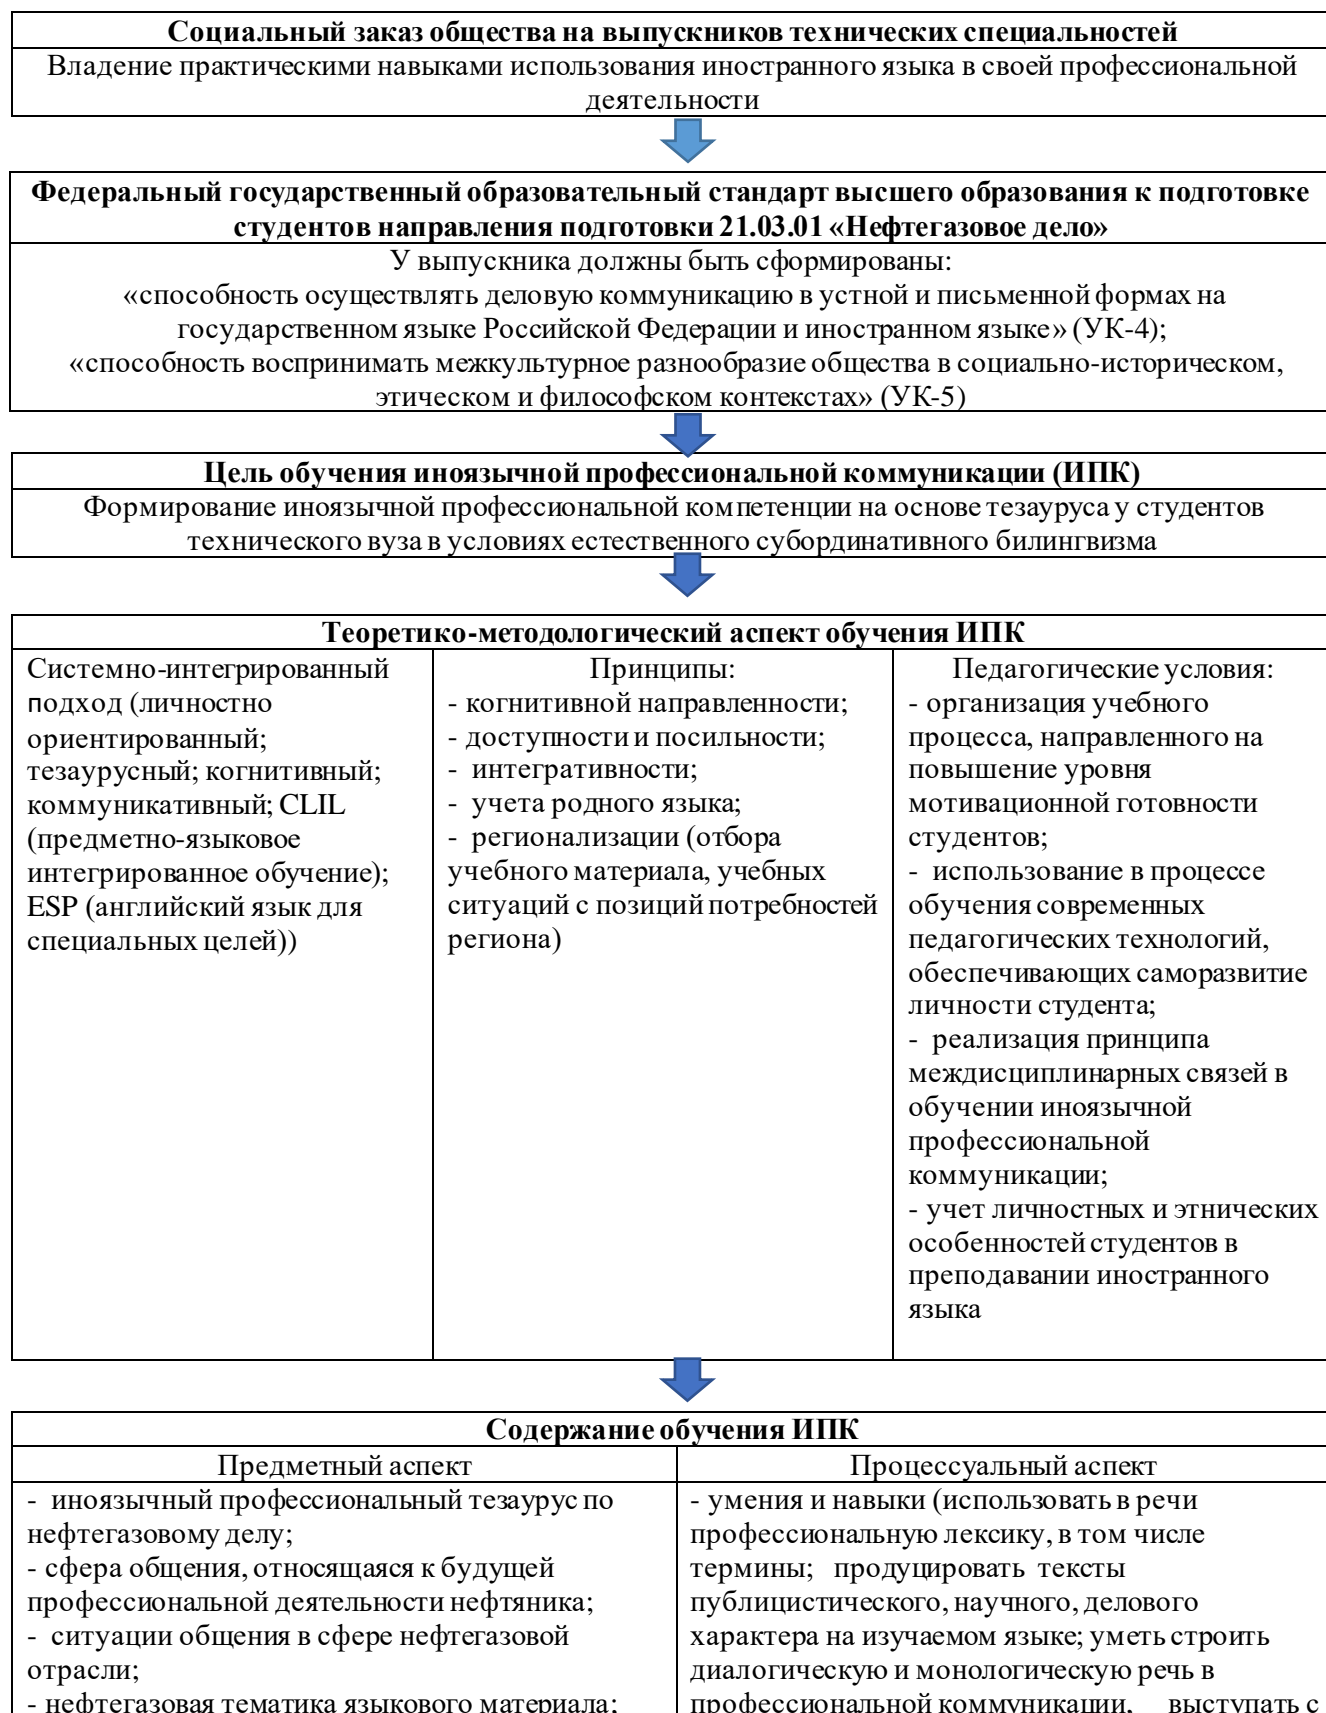 Социальный заказ общества на выпускников технических специальностей
Владение практическими навыками использования иностранного языка в своей профессиональной
деятельности
Федеральный государственный образовательный стандарт высшего образования к подготовке
студентов направления подготовки 21.03.01 «Нефтегазовое дело»
У выпускника должны быть сформированы:
«способность осуществлять деловую коммуникацию в устной и письменной формах на
государственном языке Российской Федерации и иностранном языке» (УК-4);
«способность воспринимать межкультурное разнообразие общества в социально-историческом,
этическом и философском контекстах» (УК-5)
Цель обучения иноязычной профессиональной коммуникации (ИПК)
Формирование иноязычной профессиональной компетенции на основе тезауруса у студентов
технического вуза в условиях естественного субординативного билингвизма
Теоретико-методологический аспект обучения ИПК
Системно-интегрированный
подход (личностно
ориентированный;
тезаурусный; когнитивный;
коммуникативный; CLIL
(предметно-языковое
интегрированное обучение);
ESP (английский язык для
специальных целей))
Принципы:
- когнитивной направленности;
- доступности и посильности;
- интегративности;
- учета родного языка;
- регионализации (отбора
учебного материала, учебных
ситуаций с позиций потребностей
региона)
Педагогические условия:
- организация учебного
процесса, направленного на
повышение уровня
мотивационной готовности
студентов;
- использование в процессе
обучения современных
педагогических технологий,
обеспечивающих саморазвитие
личности студента;
- реализация принципа
междисциплинарных связей в
обучении иноязычной
профессиональной
коммуникации;
- учет личностных и этнических
особенностей студентов в
преподавании иностранного
языка
Содержание обучения ИПК
Предметный аспект
- иноязычный профессиональный тезаурус по
нефтегазовому делу;
- сфера общения, относящаяся к будущей
профессиональной деятельности нефтяника;
- ситуации общения в сфере нефтегазовой
отрасли;
- нефтегазовая тематика языкового материала;
Процессуальный аспект
- умения и навыки (использовать в речи
профессиональную лексику, в том числе
термины; продуцировать тексты
публицистического, научного, делового
характера на изучаемом языке; уметь строить
диалогическую и монологическую речь в
профессиональной коммуникации, выступать с